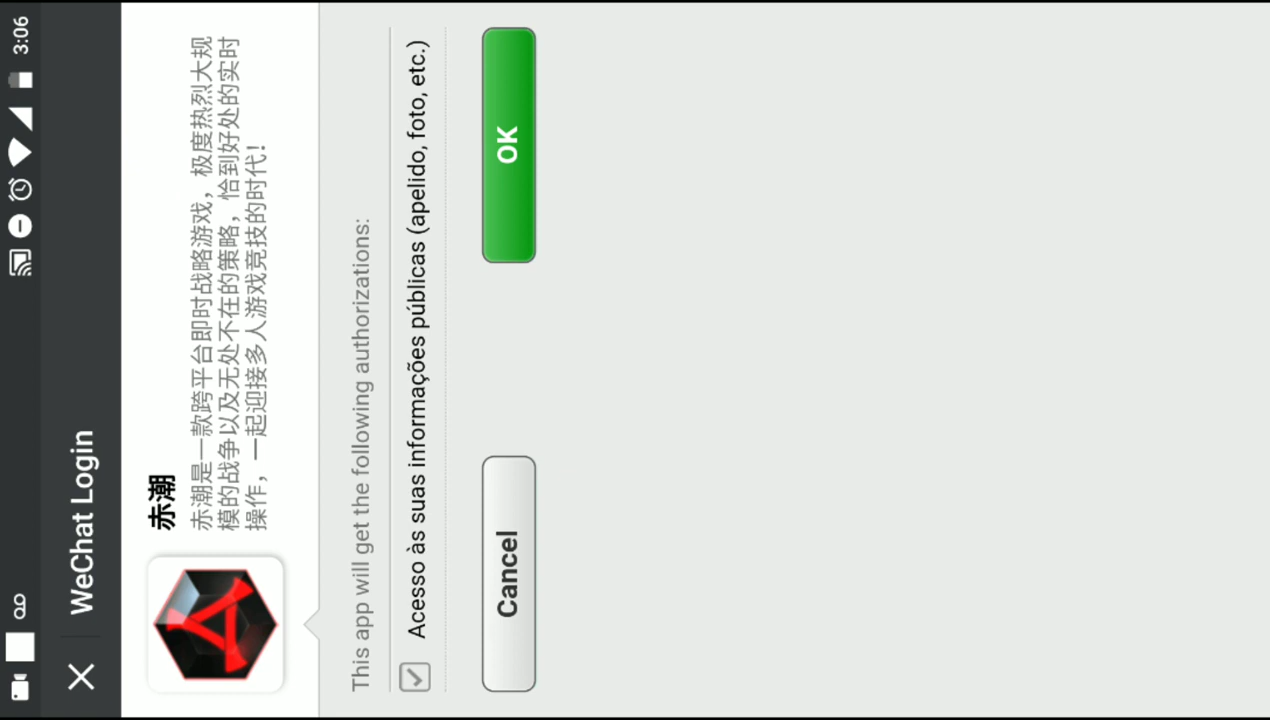 3:06
WeChat Login
赤潮
赤潮是一款跨平台即时战略游戏，极度热烈大规
模的战争以及无处不在的策略，恰到好处的实时
操作，一起迎接多人游戏竞技的时代！
This app will get the following authorizations:
Acesso às suas informações públicas (apelido, foto, etc.)
Cancel
OK